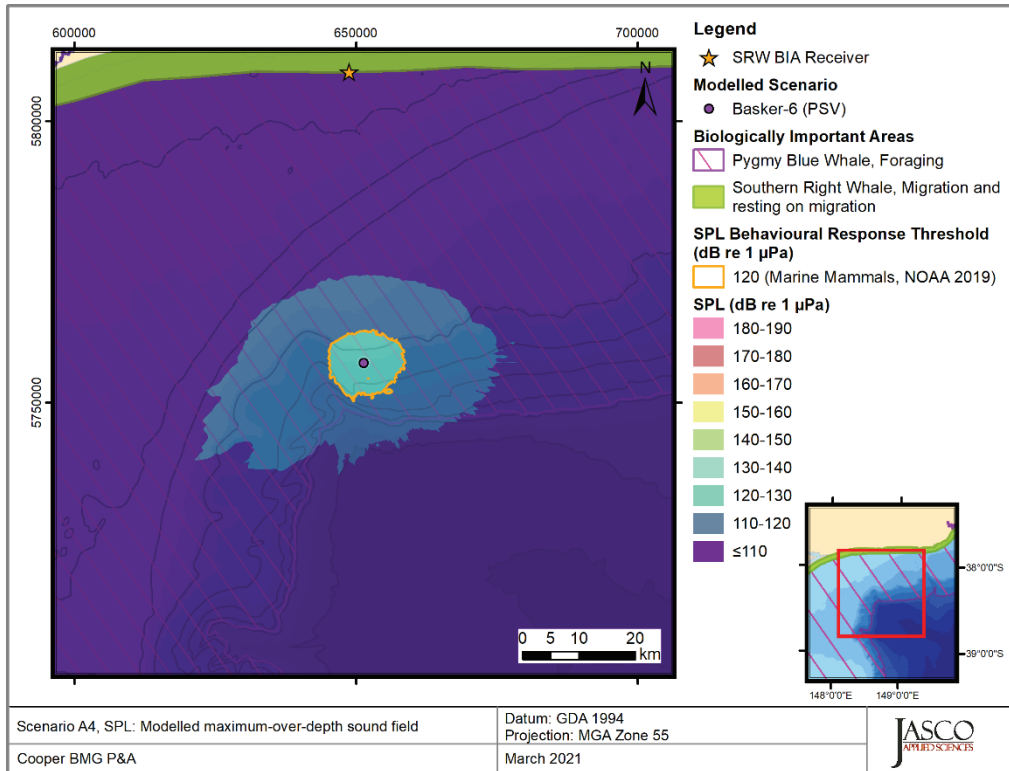 600000
650000
700000
5800000
5750000
N
0 5 10 20
km
Legend
SRW BIA Receiver
Modelled Scenario
Basker-6 (PSV)
Biologically Important Areas
Pygmy Blue Whale, Foraging
Southern Right Whale, Migration and
resting on migration
SPL Behavioural Response Threshold
(dB re 1 µPa)
120 (Marine Mammals, NOAA 2019)
SPL (dB re 1 µPa)
180-190
170-180
160-170
150-160
140-150
130-140
120-130
110-120
≤110
38°0'0"S
39°0'0"S
148°0'0"E
149°0'0"E
Scenario A4, SPL: Modelled maximum-over-depth sound field
Datum: GDA 1994
Projection: MGA Zone 55
Cooper BMG P&A
March 2021
JASCO
APPLIED SCIENCES